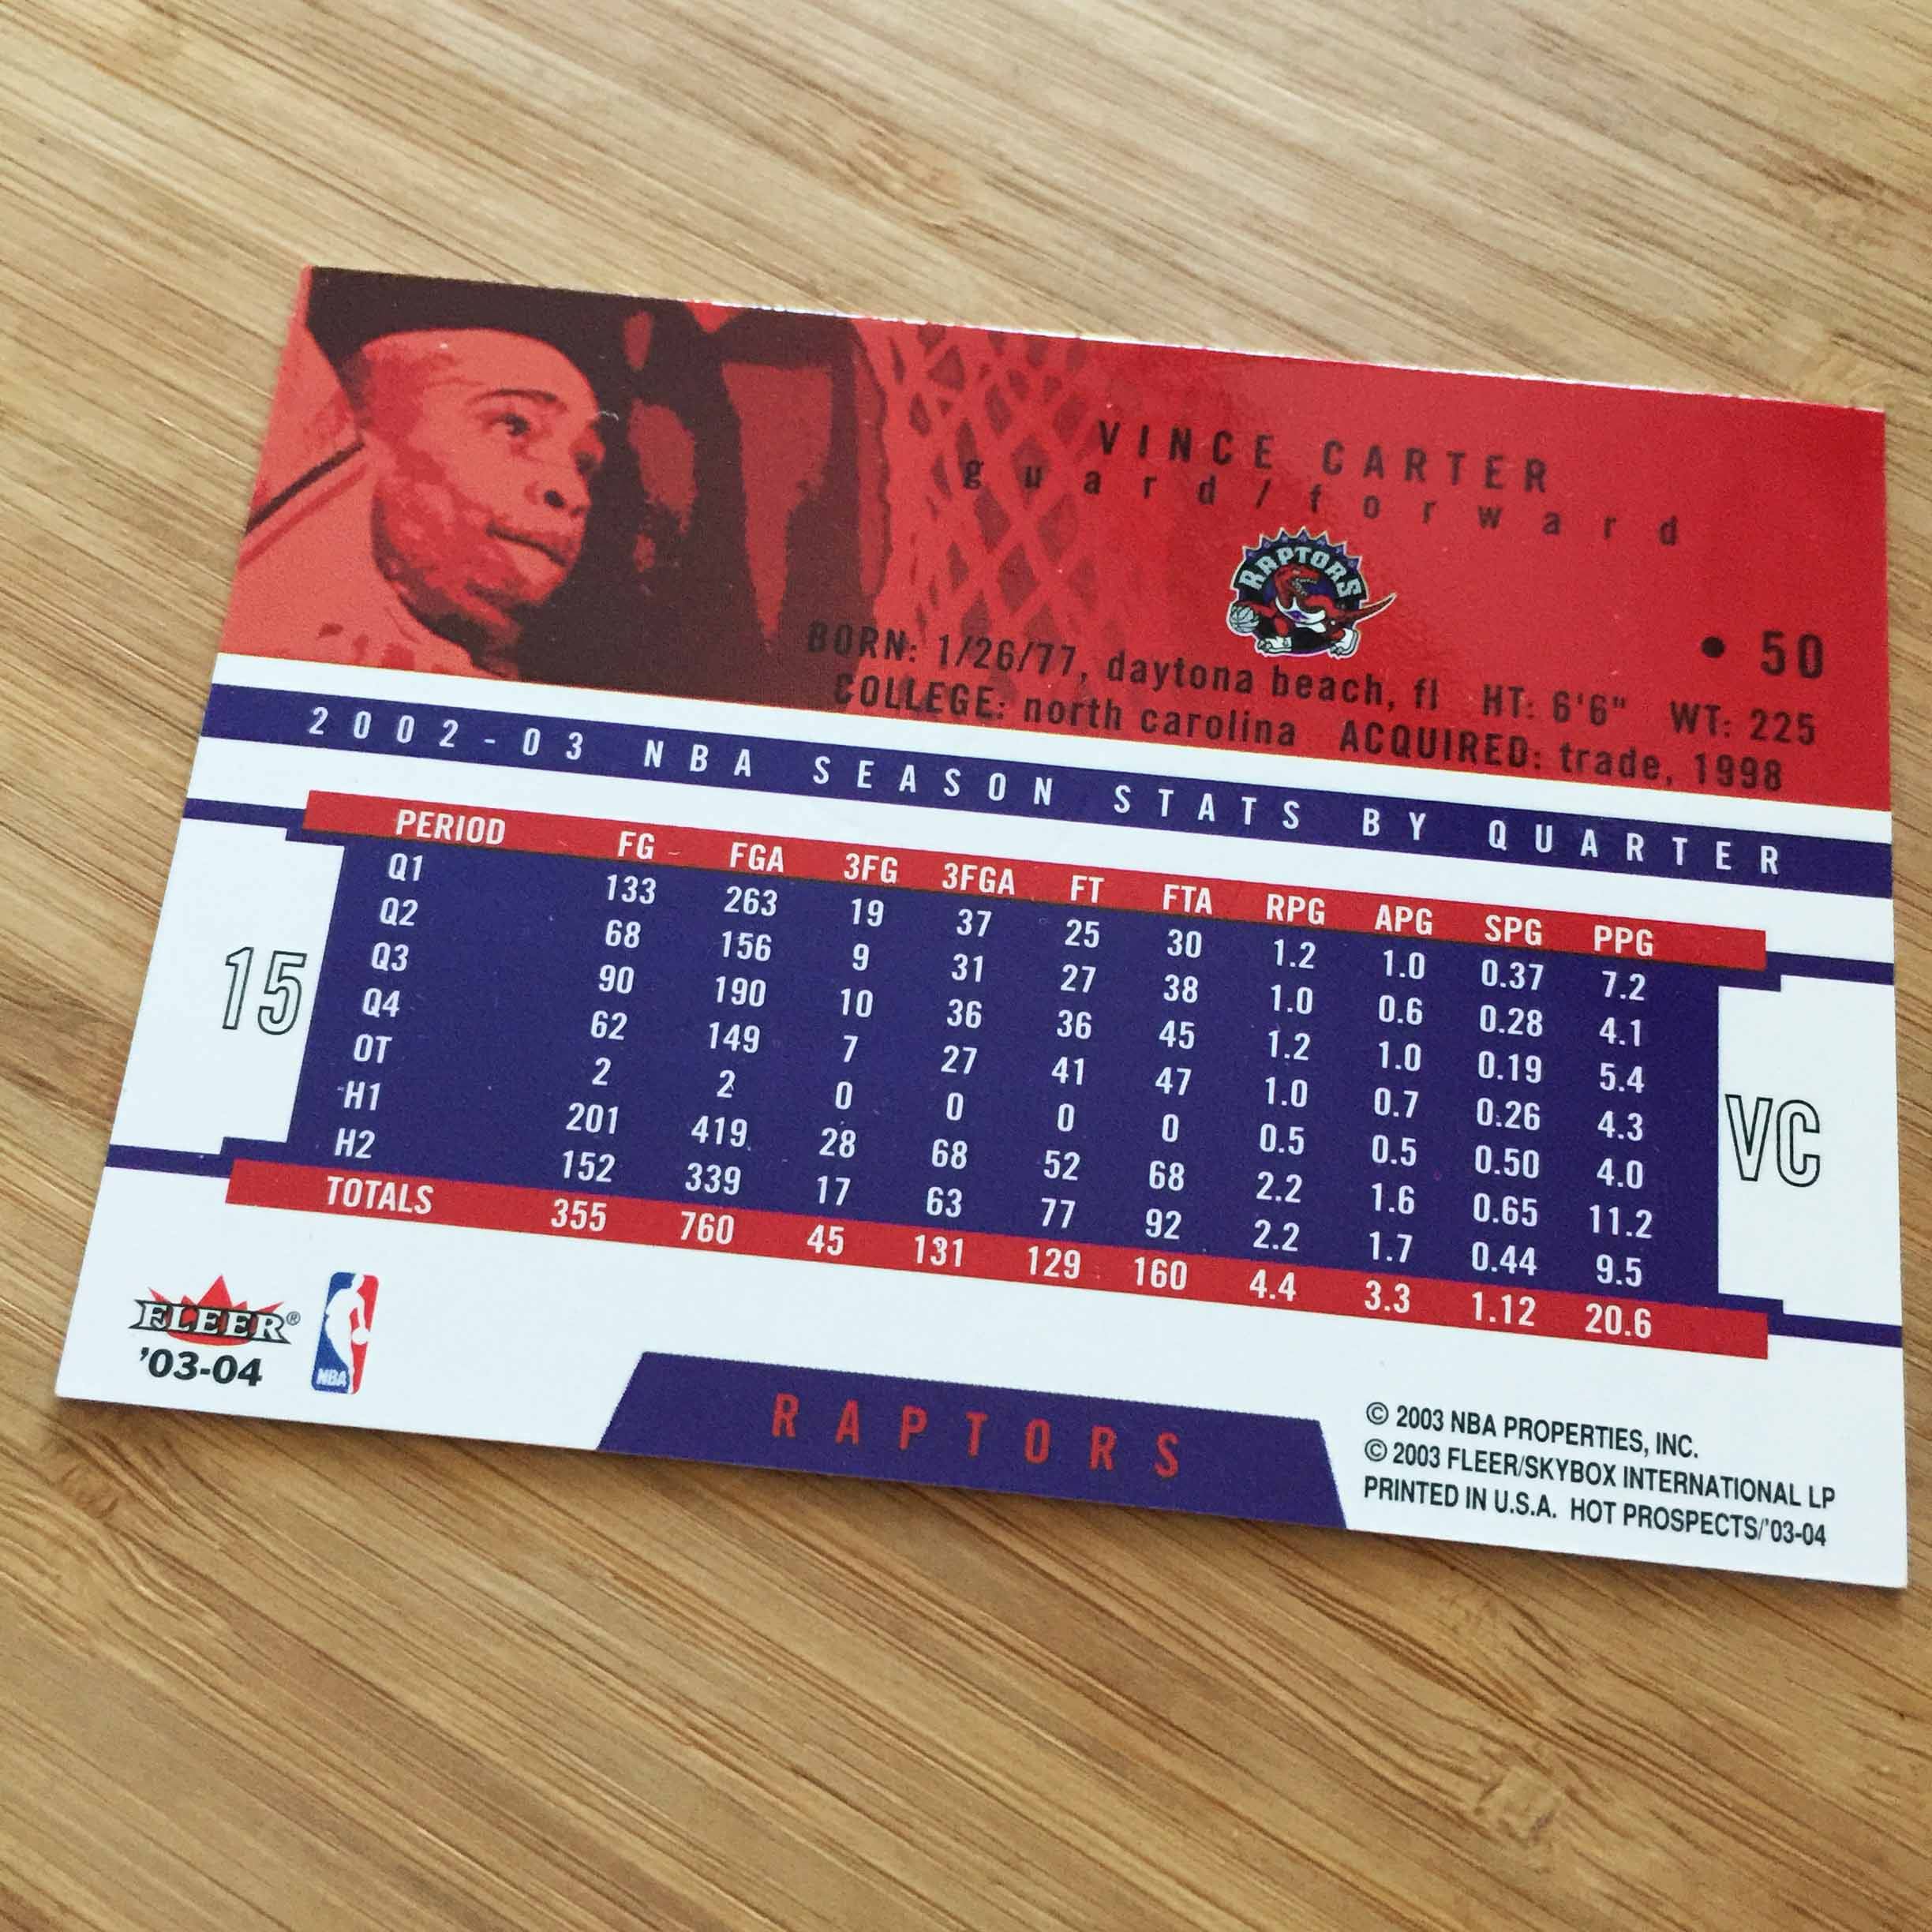 VINCE CARTER
guard/forward
RAPTORS
• 50
BORN: 1/26/77, daytona beach, fl HT: 6'6" WT: 225
COLLEGE: north carolina ACQUIRED: trade, 1998
2002-03 NBA SEASON STATS BY QUARTER
PERIOD FG FGA 3FG 3FGA FT FTA RPG APG SPG PPG
Q1 133 263 19 37 25 30 1.2 1.0 0.37 7.2
Q2 68 156 9 31 27 38 1.0 0.6 0.28 4.1
Q3 90 190 10 36 36 45 1.2 1.0 0.19 5.4
Q4 62 149 7 27 41 47 1.0 0.7 0.26 4.3
OT 2 2 0 0 0 0 0.5 0.5 0.50 4.0
H1 201 419 28 68 52 68 2.2 1.6 0.65 11.2
H2 152 339 17 63 77 92 2.2 1.7 0.44 9.5
TOTALS 355 760 45 131 129 160 4.4 3.3 1.12 20.6
15
VC
FLEER®
'03-04
NBA
RAPTORS
© 2003 NBA PROPERTIES, INC.
© 2003 FLEER/SKYBOX INTERNATIONAL LP
PRINTED IN U.S.A. HOT PROSPECTS/'03-04